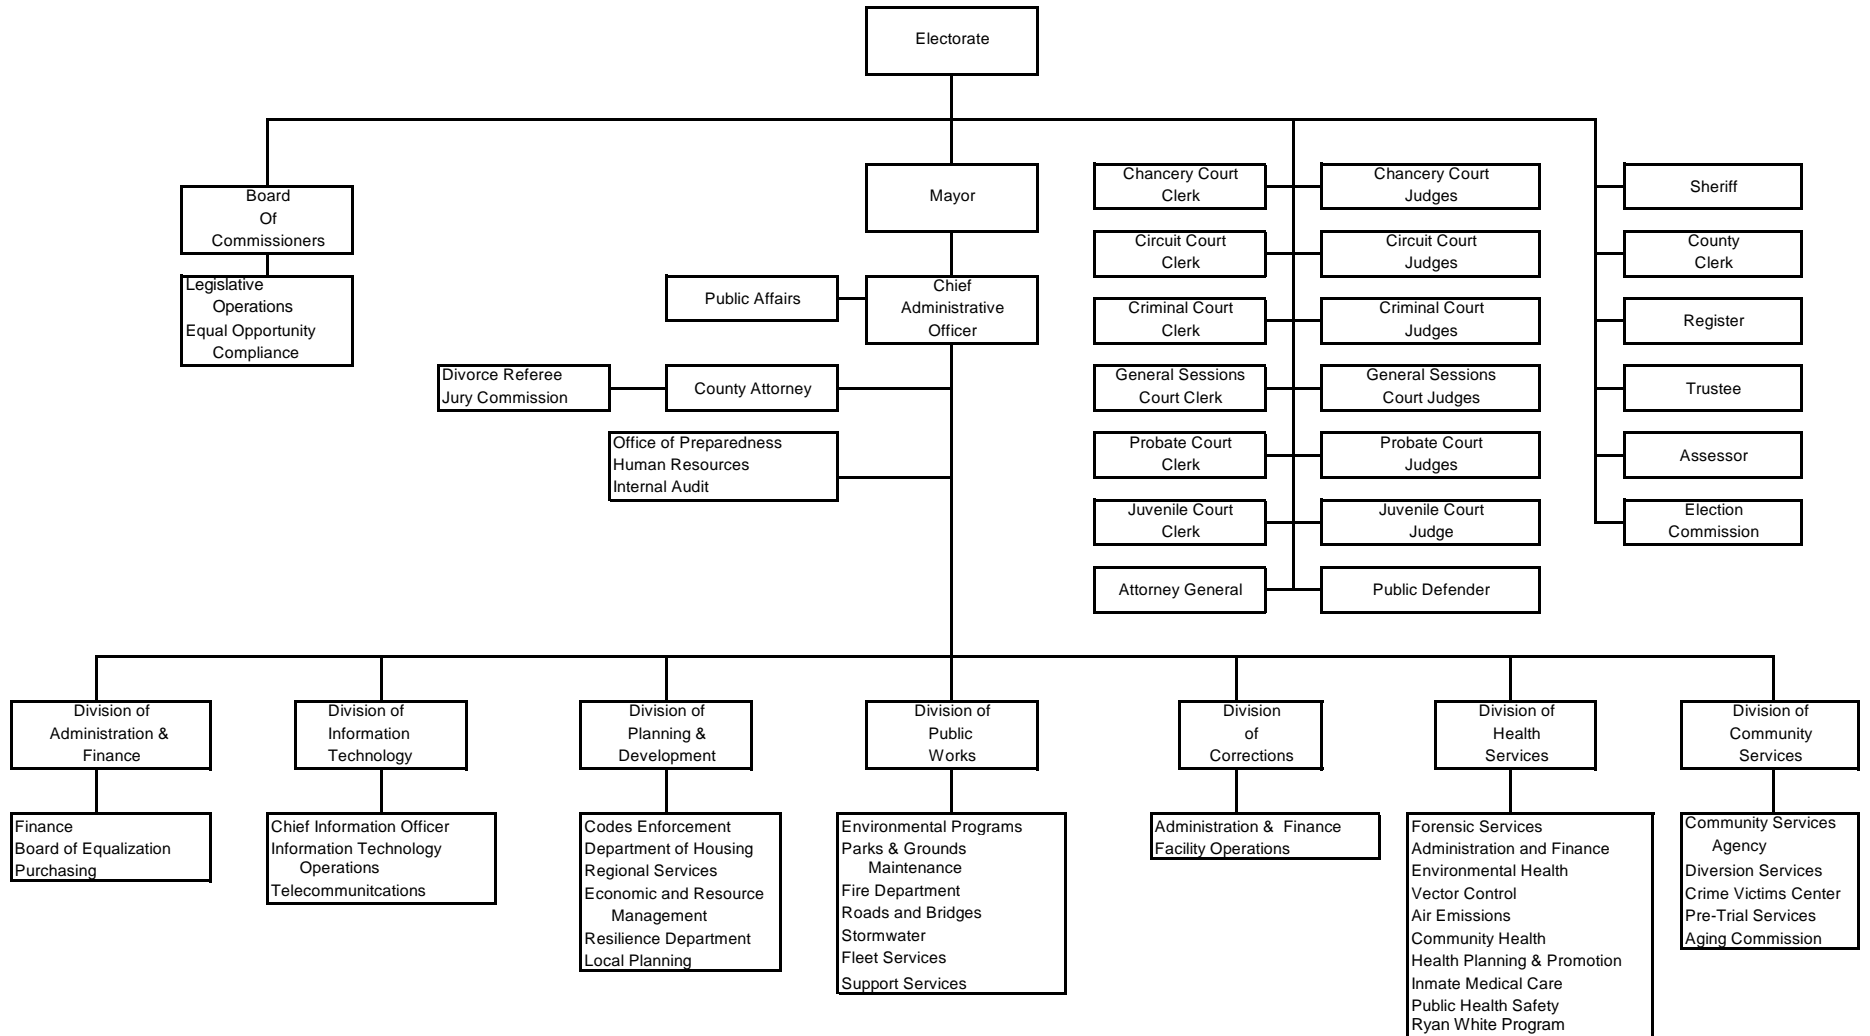 Electorate
Board
Of
Commissioners
Legislative
Operations
Equal Opportunity
Compliance
Mayor
Chief
Administrative
Officer
Public Affairs
Divorce Referee
Jury Commission
County Attorney
Office of Preparedness
Human Resources
Internal Audit
Chancery Court
Clerk
Chancery Court
Judges
Circuit Court
Clerk
Circuit Court
Judges
Criminal Court
Clerk
Criminal Court
Judges
General Sessions
Court Clerk
General Sessions
Court Judges
Probate Court
Clerk
Probate Court
Judges
Juvenile Court
Clerk
Juvenile Court
Judge
Attorney General
Public Defender
Sheriff
County
Clerk
Register
Trustee
Assessor
Election
Commission
Division of
Administration &
Finance
Finance
Board of Equalization
Purchasing
Division of
Information
Technology
Chief Information Officer
Information Technology
Operations
Telecommunitcations
Division of
Planning &
Development
Codes Enforcement
Department of Housing
Regional Services
Economic and Resource
Management
Resilience Department
Local Planning
Division of
Public
Works
Environmental Programs
Parks & Grounds
Maintenance
Fire Department
Roads and Bridges
Stormwater
Fleet Services
Support Services
Division
of
Corrections
Administration & Finance
Facility Operations
Division of
Health
Services
Forensic Services
Administration and Finance
Environmental Health
Vector Control
Air Emissions
Community Health
Health Planning & Promotion
Inmate Medical Care
Public Health Safety
Ryan White Program
Division of
Community
Services
Community Services
Agency
Diversion Services
Crime Victims Center
Pre-Trial Services
Aging Commission